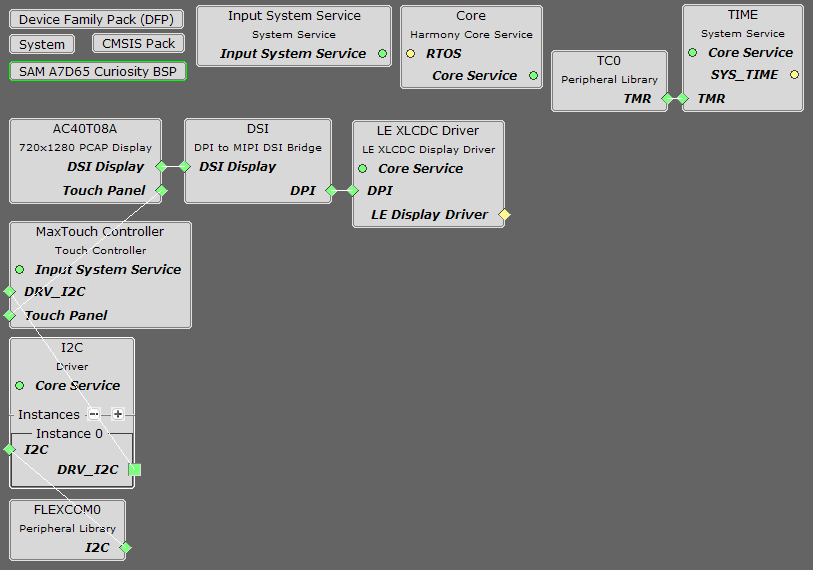 Device Family Pack (DFP)
System
CMSIS Pack
SAM A7D65 Curiosity BSP
Input System Service
System Service
Input System Service
Core
Harmony Core Service
RTOS
Core Service
TC0
Peripheral Library
TMR
TIME
System Service
Core Service
SYS_TIME
TMR
AC40T08A
720x1280 PCAP Display
DSI Display
Touch Panel
DSI
DPI to MIPI DSI Bridge
DSI Display
DPI
LE XLCDC Driver
LE XLCDC Display Driver
Core Service
DPI
LE Display Driver
MaxTouch Controller
Touch Controller
Input System Service
DRV_I2C
Touch Panel
I2C
Driver
Core Service
Instances
Instance 0
I2C
DRV_I2C
FLEXCOM0
Peripheral Library
I2C